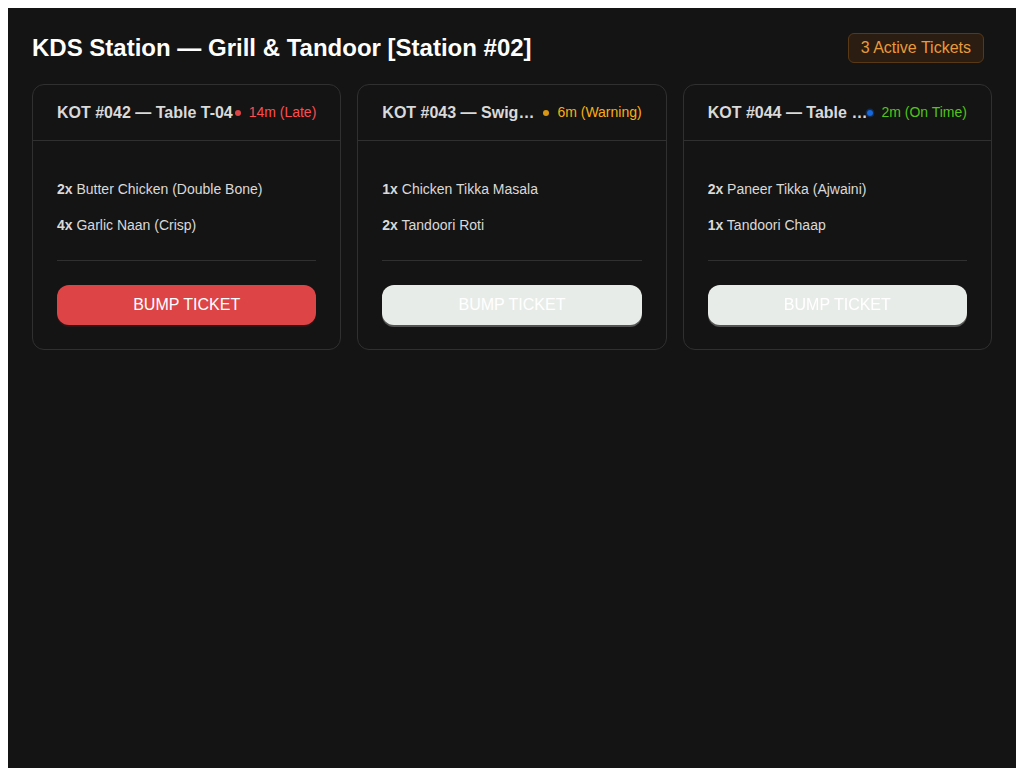 KDS Station — Grill & Tandoor [Station #02]
3 Active Tickets
KOT #042 — Table T-04
14m (Late)
2x Butter Chicken (Double Bone)
4x Garlic Naan (Crisp)
BUMP TICKET
KOT #043 — Swig…
6m (Warning)
1x Chicken Tikka Masala
2x Tandoori Roti
BUMP TICKET
KOT #044 — Table …
2m (On Time)
2x Paneer Tikka (Ajwaini)
1x Tandoori Chaap
BUMP TICKET